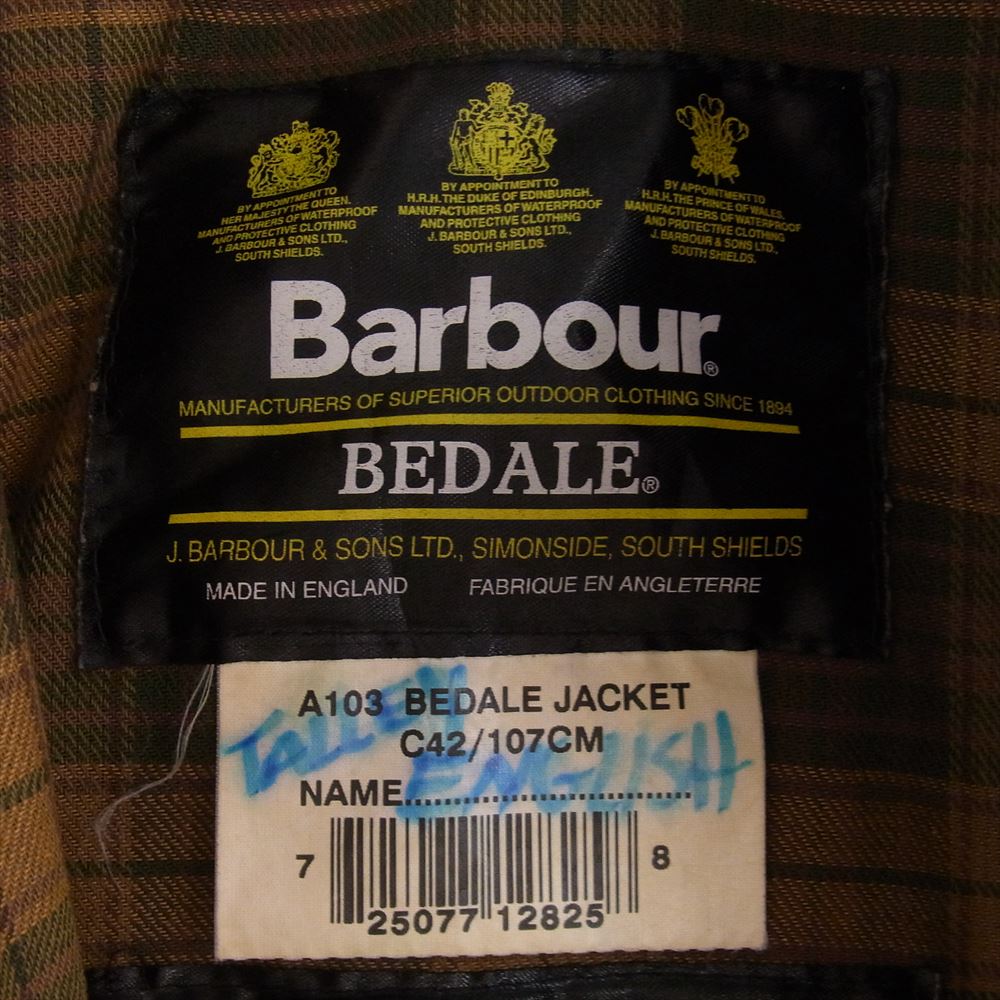 BY APPOINTMENT TO
HER MAJESTY THE QUEEN.
MANUFACTURERS OF WATERPROOF
AND PROTECTIVE CLOTHING
J. BARBOUR & SONS LTD.,
SOUTH SHIELDS.
BY APPOINTMENT TO
H.R.H. THE DUKE OF EDINBURGH.
MANUFACTURERS OF WATERPROOF
AND PROTECTIVE CLOTHING
J. BARBOUR & SONS LTD.,
SOUTH SHIELDS.
BY APPOINTMENT TO
H.R.H. THE PRINCE OF WALES.
MANUFACTURERS OF WATERPROOF
AND PROTECTIVE CLOTHING
J. BARBOUR & SONS LTD.,
SOUTH SHIELDS.
Barbour®
MANUFACTURERS OF SUPERIOR OUTDOOR CLOTHING SINCE 1894
BEDALE®
J. BARBOUR & SONS LTD., SIMONSIDE, SOUTH SHIELDS
MADE IN ENGLAND FABRIQUE EN ANGLETERRE
A103 BEDALE JACKET
C42/107CM
ENGLISH
NAME..............................
7 25077 12825 8